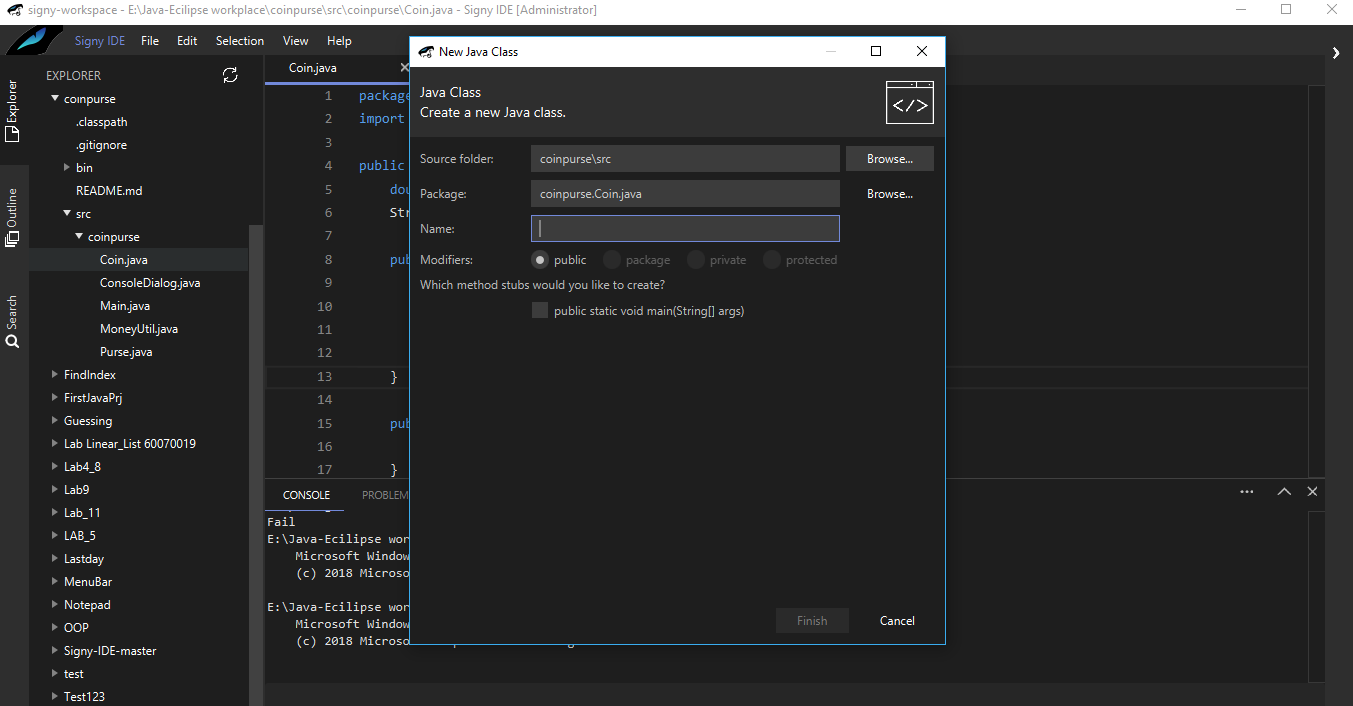 signy-workspace - E:\Java-Ecilipse workplace\coinpurse\src\coinpurse\Coin.java - Signy IDE [Administrator]
Signy IDE File Edit Selection View Help
Explorer
Outline
Search
EXPLORER
coinpurse
.classpath
.gitignore
bin
README.md
src
coinpurse
Coin.java
ConsoleDialog.java
Main.java
MoneyUtil.java
Purse.java
FindIndex
FirstJavaPrj
Guessing
Lab Linear_List 60070019
Lab4_8
Lab9
Lab_11
LAB_5
Lastday
MenuBar
Notepad
OOP
Signy-IDE-master
test
Test123
Coin.java
1 package
2 import
3
4 public
5 dou
6 Str
7
8 pub
9
10
11
12
13 }
14
15 pub
16
17 }
New Java Class
Java Class
Create a new Java class.
</>
Source folder: coinpurse\src Browse...
Package: coinpurse.Coin.java Browse...
Name:
Modifiers: public package private protected
Which method stubs would you like to create?
public static void main(String[] args)
Finish Cancel
CONSOLE PROBLEM
Fail
E:\Java-Ecilipse wor
Microsoft Window
(c) 2018 Microso
E:\Java-Ecilipse wor
Microsoft Window
(c) 2018 Microso